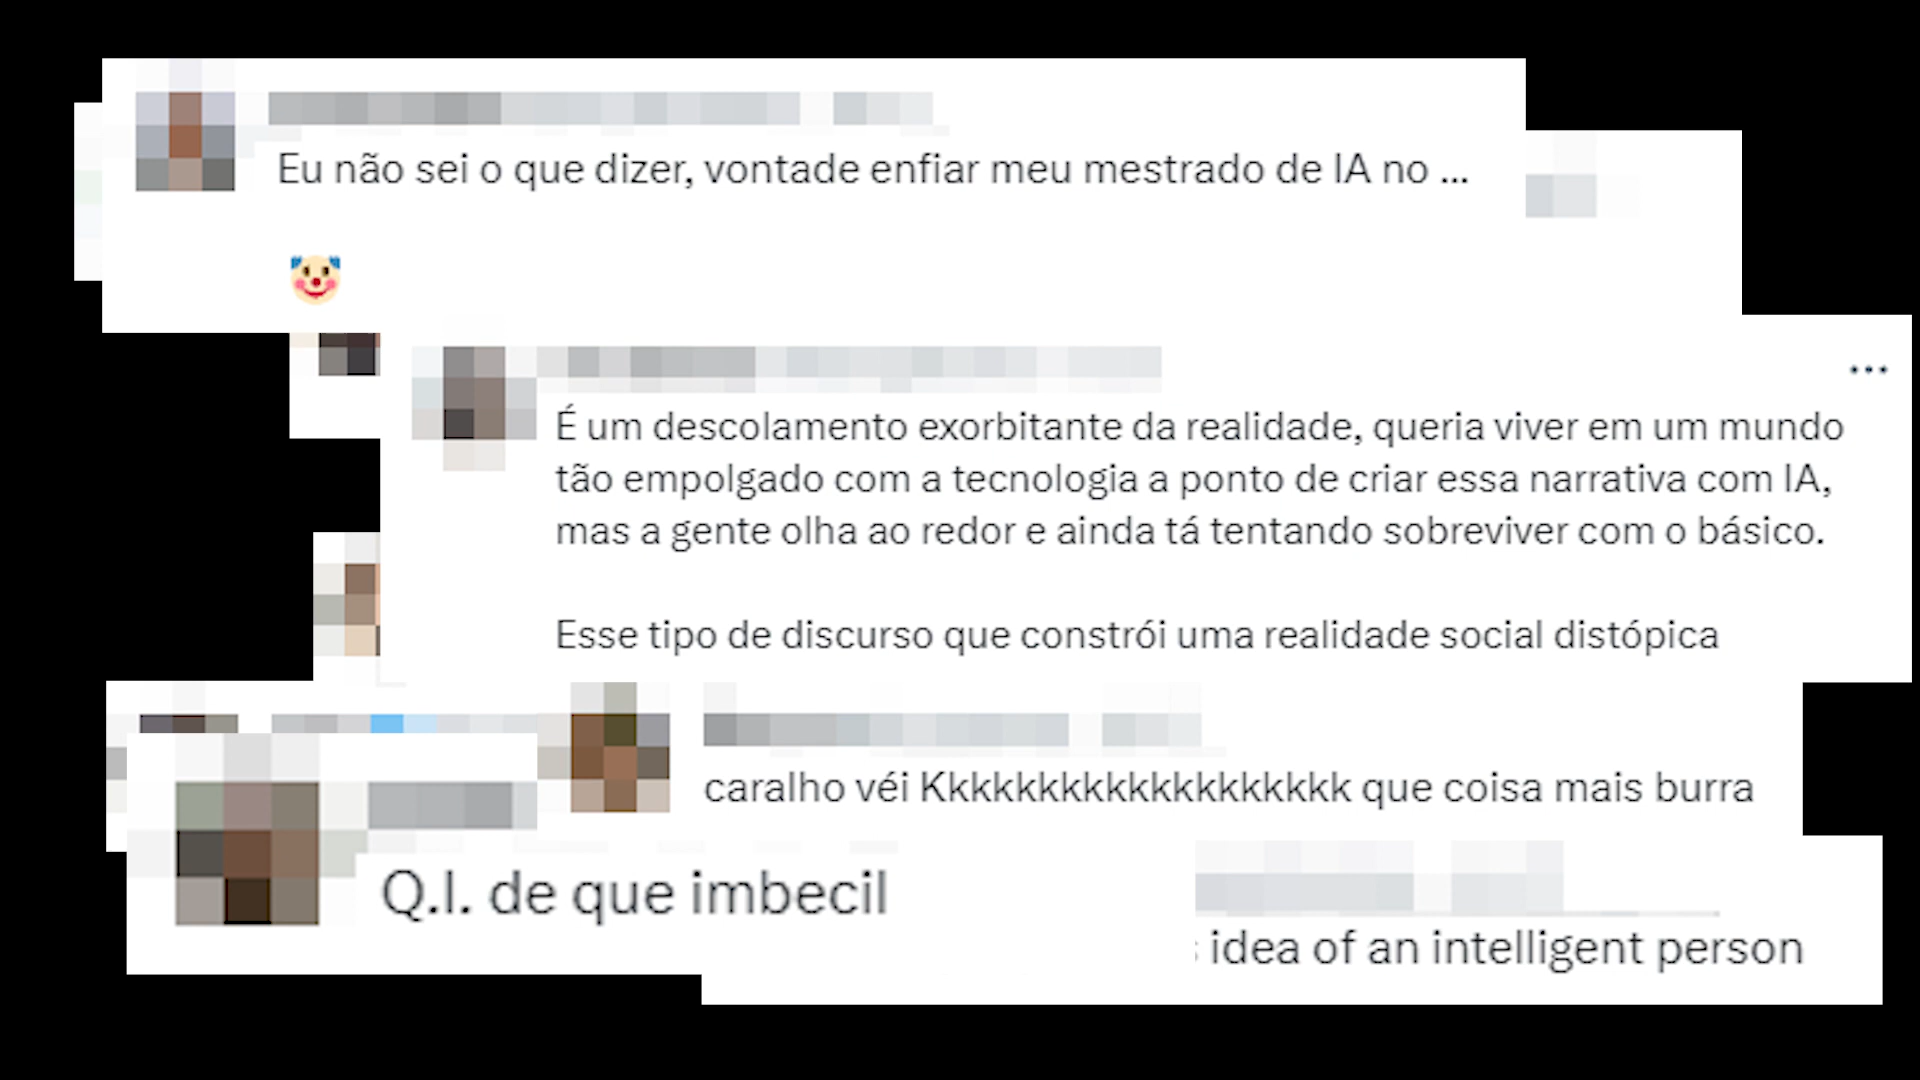 Eu não sei o que dizer, vontade enfiar meu mestrado de IA no ...
🤡
É um descolamento exorbitante da realidade, queria viver em um mundo
tão empolgado com a tecnologia a ponto de criar essa narrativa com IA,
mas a gente olha ao redor e ainda tá tentando sobreviver com o básico.
Esse tipo de discurso que constrói uma realidade social distópica
caralho véi Kkkkkkkkkkkkkkkkkkk que coisa mais burra
Q.I. de que imbecil
idea of an intelligent person